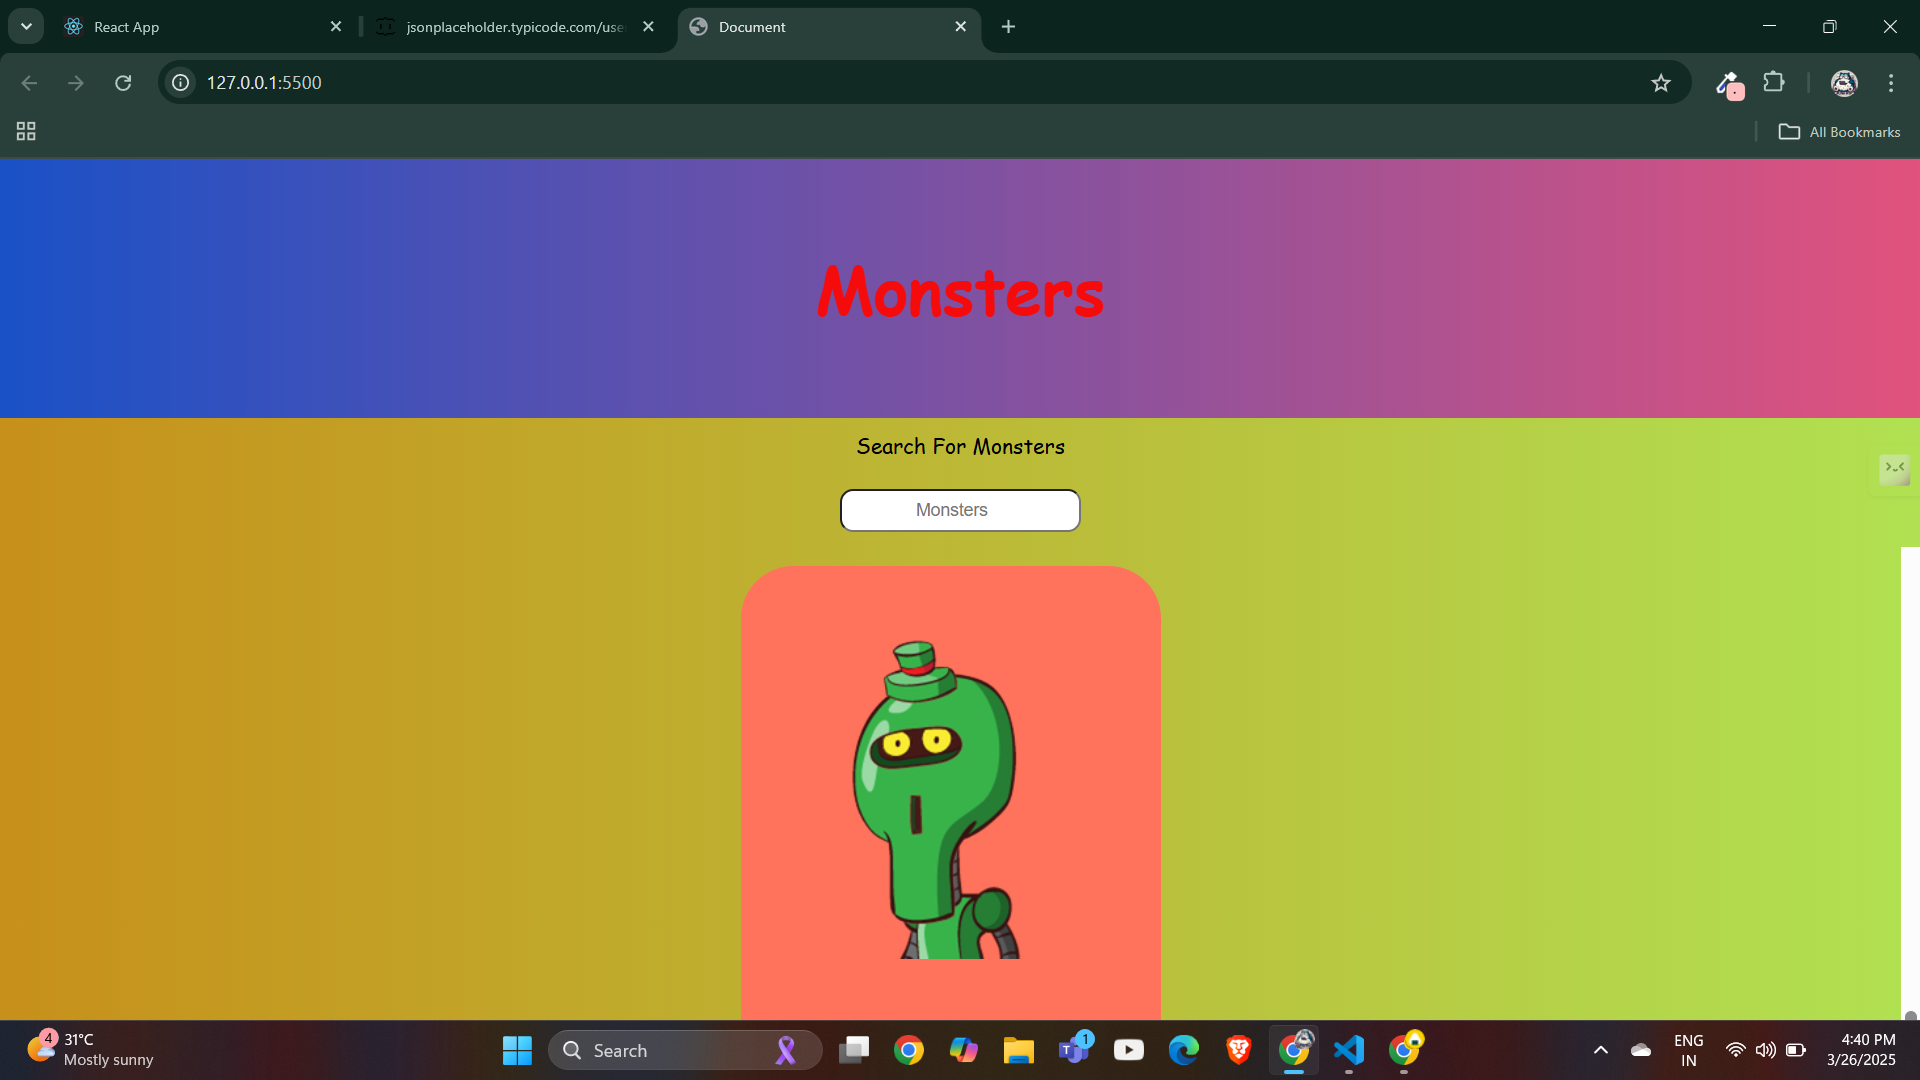 React App
jsonplaceholder.typicode.com/use
Document
127.0.0.1:5500
All Bookmarks
Monsters
Search For Monsters
Monsters
4
31°C
Mostly sunny
Search
T
1
ENG
IN
4:40 PM
3/26/2025